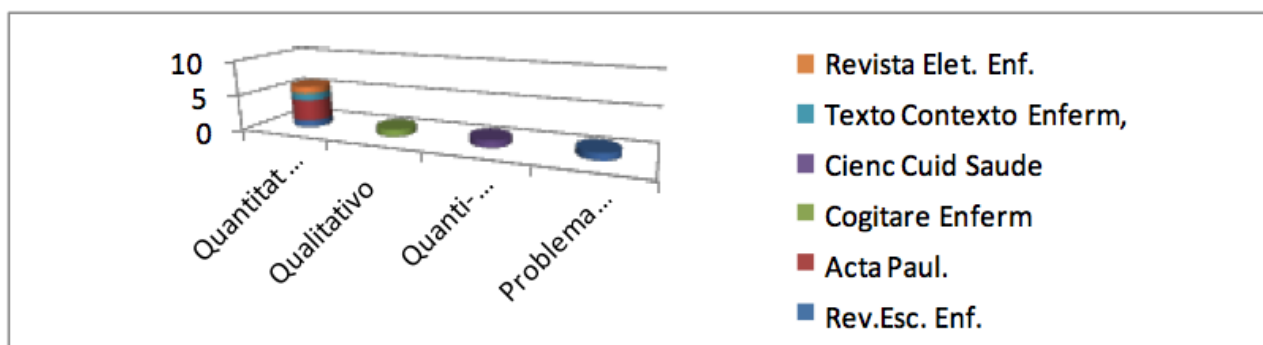 10
5
0
Quantitat...
Qualitativo
Quanti-...
Problema...
Revista Elet. Enf.
Texto Contexto Enferm,
Cienc Cuid Saude
Cogitare Enferm
Acta Paul.
Rev.Esc. Enf.